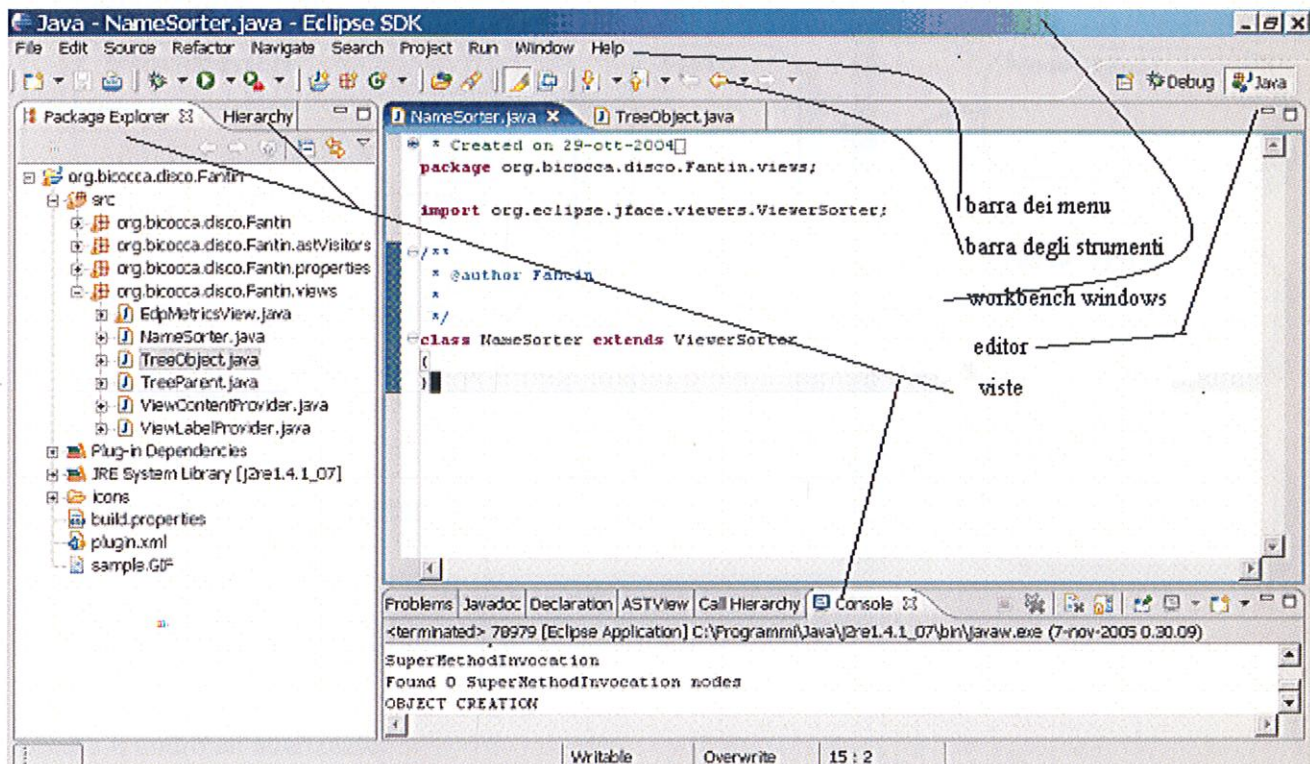 Java - NameSorter.java - Eclipse SDK
File Edit Source Refactor Navigate Search Project Run Window Help
Debug Java
Package Explorer Hierarchy
NameSorter.java TreeObject.java
org.bicocca.disco.Fantin
src
org.bicocca.disco.Fantin
org.bicocca.disco.Fantin.astVisitors
org.bicocca.disco.Fantin.properties
org.bicocca.disco.Fantin.views
EdpMetricsView.java
NameSorter.java
TreeObject.java
TreeParent.java
ViewContentProvider.java
ViewLabelProvider.java
Plug-in Dependencies
JRE System Library [j2re1.4.1_07]
icons
build.properties
plugin.xml
sample.GIF
* Created on 29-ott-2004
package org.bicocca.disco.Fantin.views;
import org.eclipse.jface.viewers.ViewerSorter;
/**
* @author Fantin
*
*/
class NameSorter extends ViewerSorter
{
}
barra dei menu
barra degli strumenti
workbench windows
editor
viste
Problems Javadoc Declaration ASTView Call Hierarchy Console
<terminated> 78979 [Eclipse Application] C:\Programmi\Java\j2re1.4.1_07\bin\javaw.exe (7-nov-2005 0.30.09)
SuperMethodInvocation
Found 0 SuperMethodInvocation nodes
OBJECT CREATION
Writable Overwrite 15 : 2